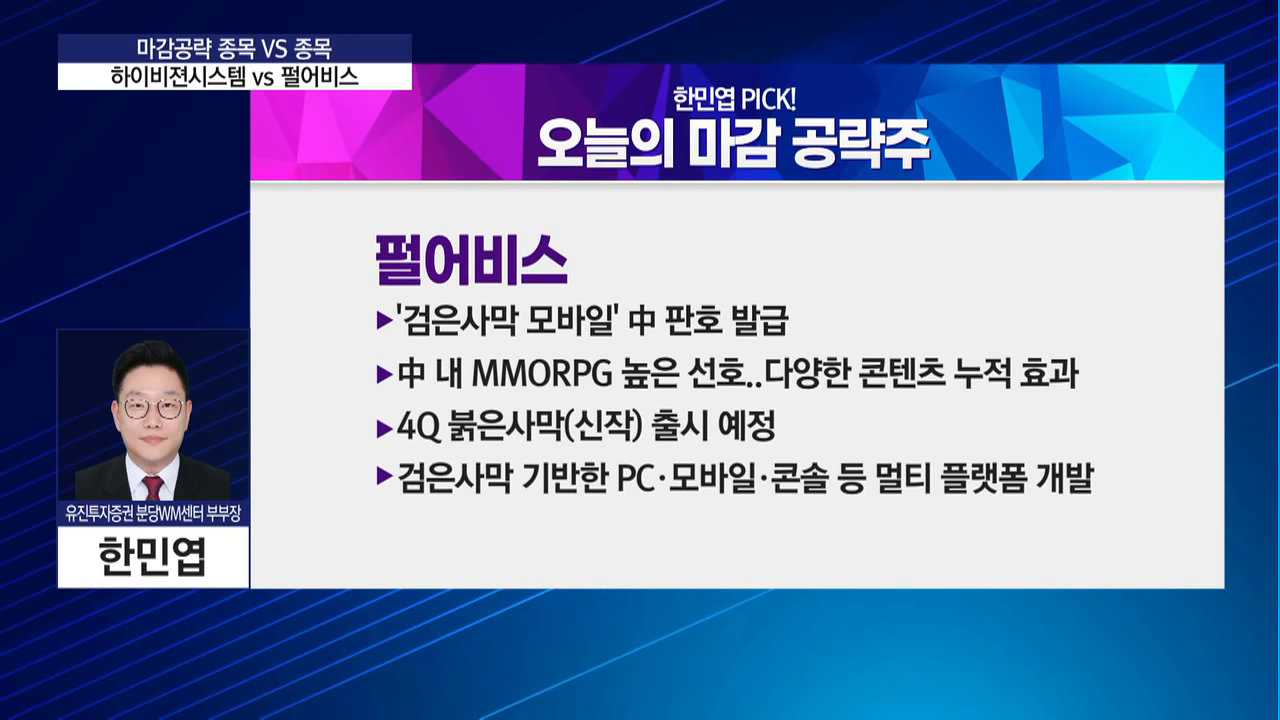 마감공략 종목 VS 종목
하이비젼시스템 vs 펄어비스
한민엽 PICK!
오늘의 마감 공략주
펄어비스
▶'검은사막 모바일' 中 판호 발급
▶中 내 MMORPG 높은 선호..다양한 콘텐츠 누적 효과
▶4Q 붉은사막(신작) 출시 예정
▶검은사막 기반한 PC·모바일·콘솔 등 멀티 플랫폼 개발
유진투자증권 분당WM센터 부부장
한민엽